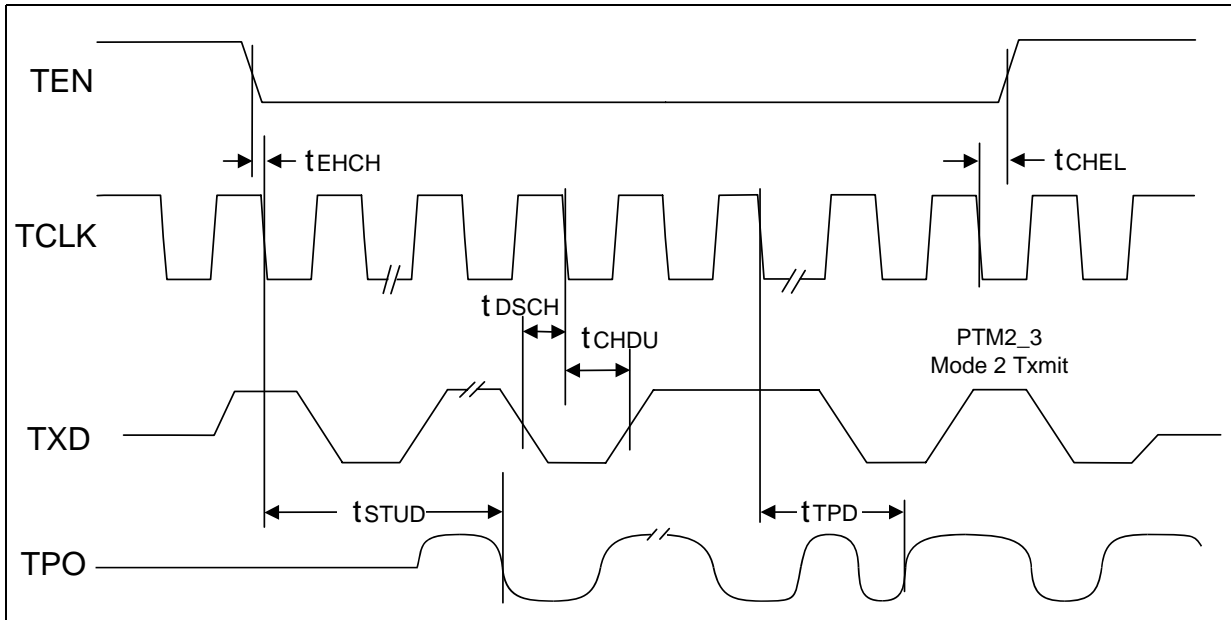 TEN
tEHCH
tCHEL
TCLK
tDSCH
tCHDU
PTM2_3
Mode 2 Txmit
TXD
tSTUD
tTPD
TPO